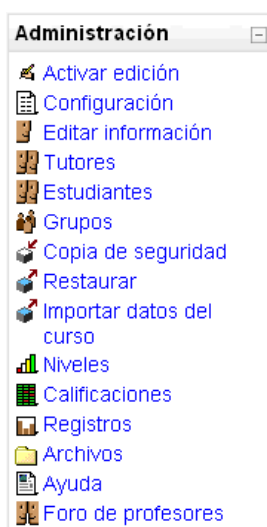 Administración
Activar edición
Configuración
Editar información
Tutores
Estudiantes
Grupos
Copia de seguridad
Restaurar
Importar datos del
curso
Niveles
Calificaciones
Registros
Archivos
Ayuda
Foro de profesores